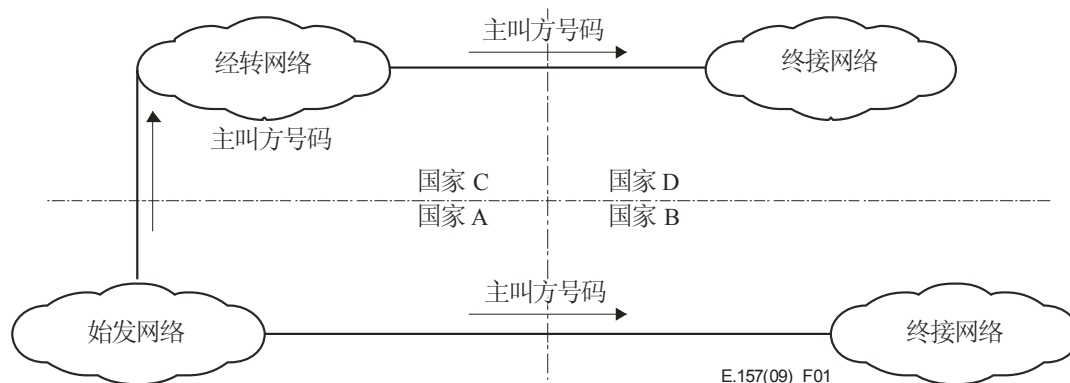 主叫方号码
经转网络
终接网络
主叫方号码
国家 C
国家 D
国家 A
国家 B
主叫方号码
始发网络
终接网络
E.157(09)_F01